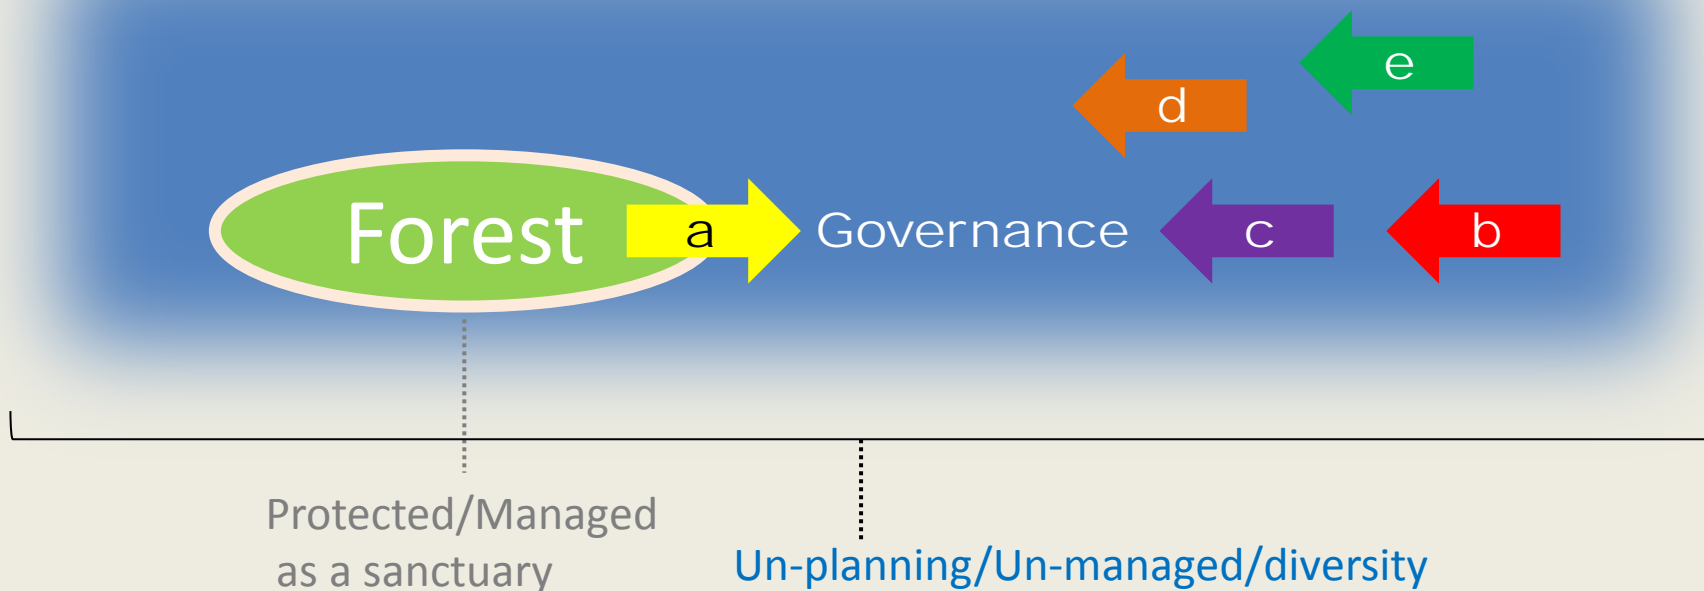 e
d
Forest a Governance c b
Protected/Managed
as a sanctuary
Un-planning/Un-managed/diversity